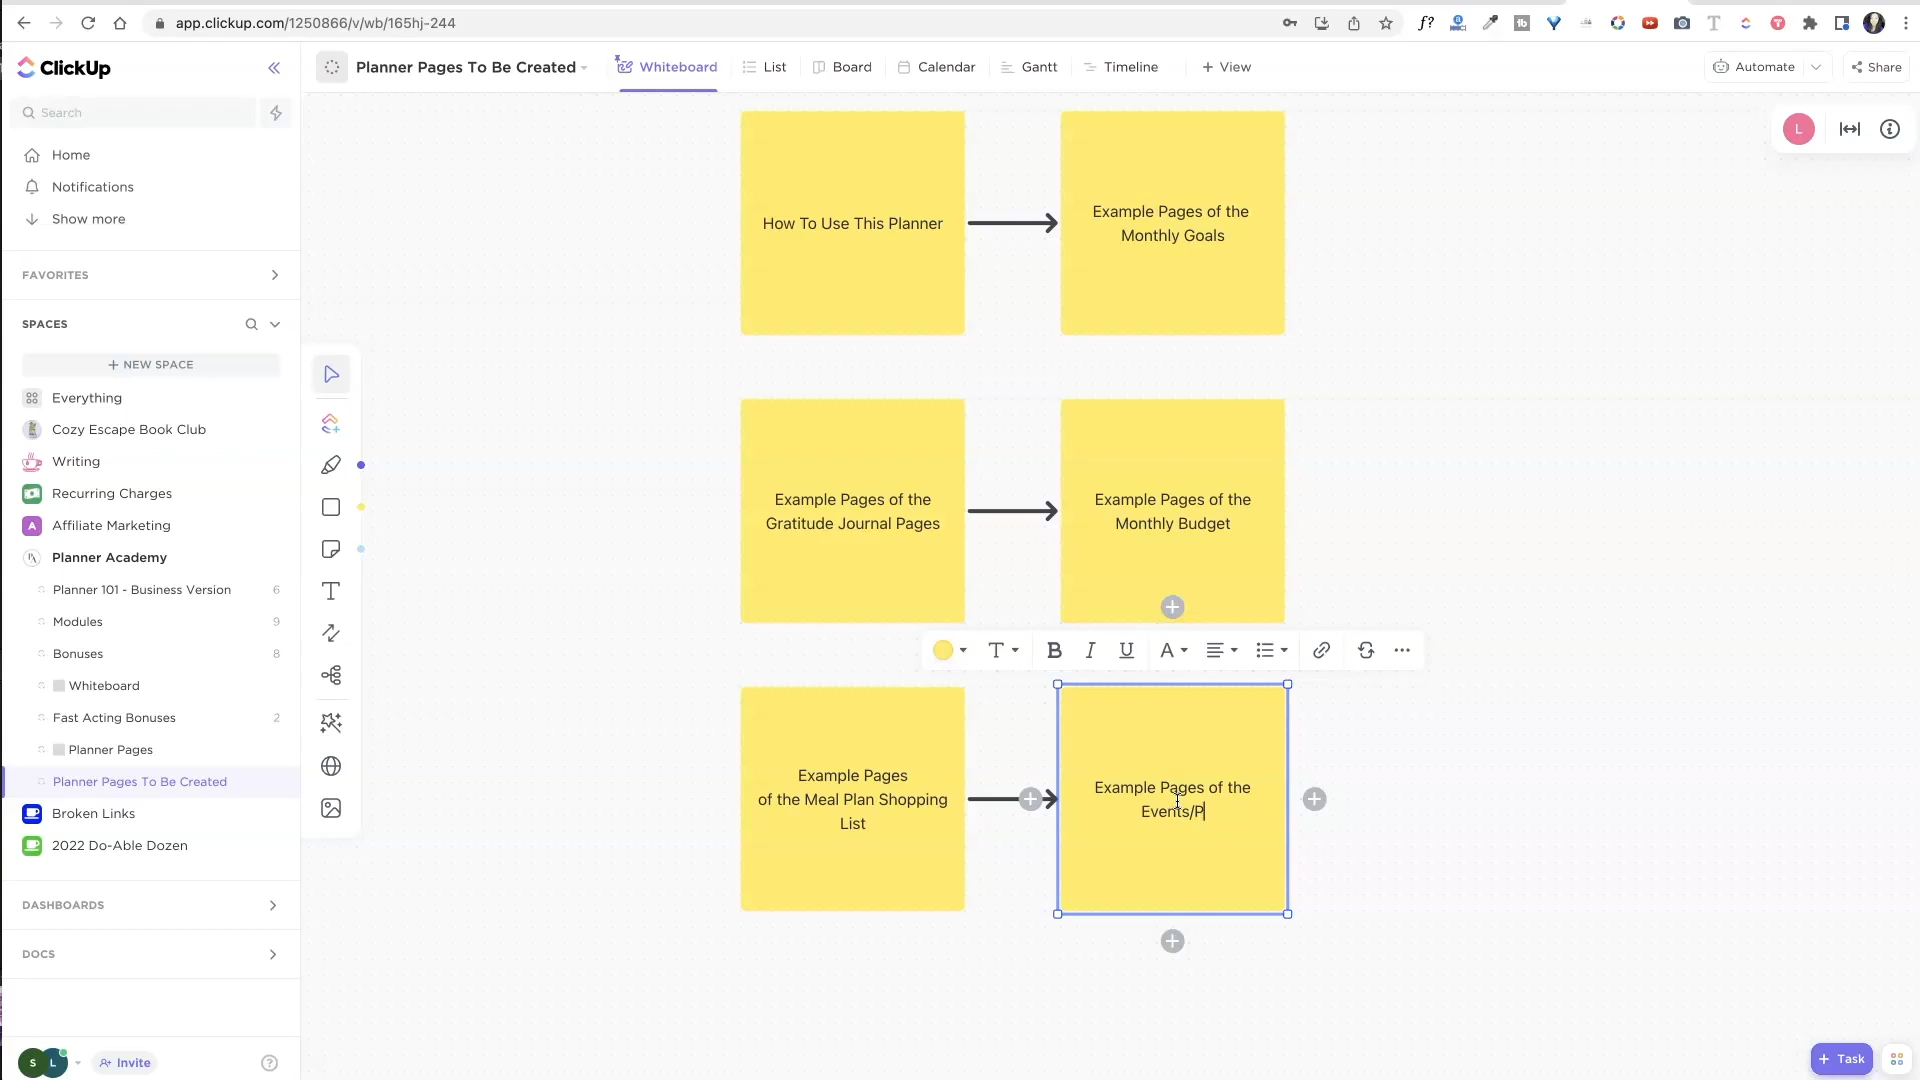 app.clickup.com/1250866/v/wb/165hj-244
ClickUp
Planner Pages To Be Created
Whiteboard
List
Board
Calendar
Gantt
Timeline
+ View
Automate
Share
Search
L
Home
Notifications
Show more
FAVORITES
SPACES
+ NEW SPACE
Everything
Cozy Escape Book Club
Writing
Recurring Charges
A Affiliate Marketing
Planner Academy
Planner 101 - Business Version 6
Modules 9
Bonuses 8
Whiteboard
Fast Acting Bonuses 2
Planner Pages
Planner Pages To Be Created
Broken Links
2022 Do-Able Dozen
DASHBOARDS
DOCS
S L Invite
How To Use This Planner
Example Pages of the
Monthly Goals
Example Pages of the
Gratitude Journal Pages
Example Pages of the
Monthly Budget
T B I U A
Example Pages
of the Meal Plan Shopping
List
Example Pages of the
Events/P
+ Task